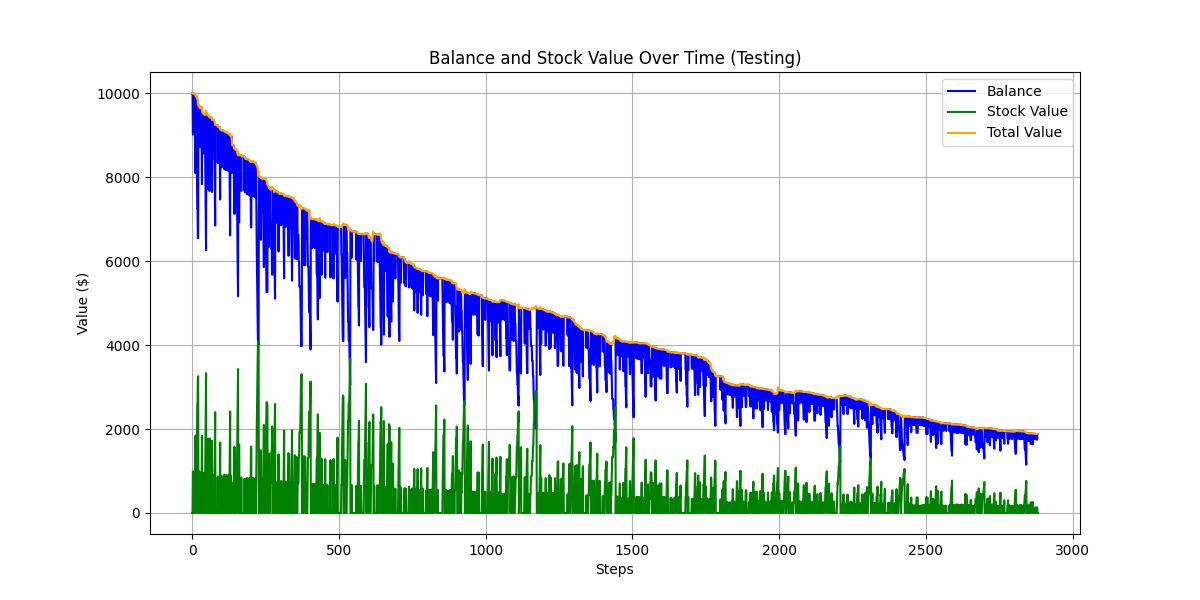 Balance and Stock Value Over Time (Testing)
Balance
Stock Value
Total Value
Value ($)
10000
8000
6000
4000
2000
0
0
500
1000
1500
2000
2500
3000
Steps